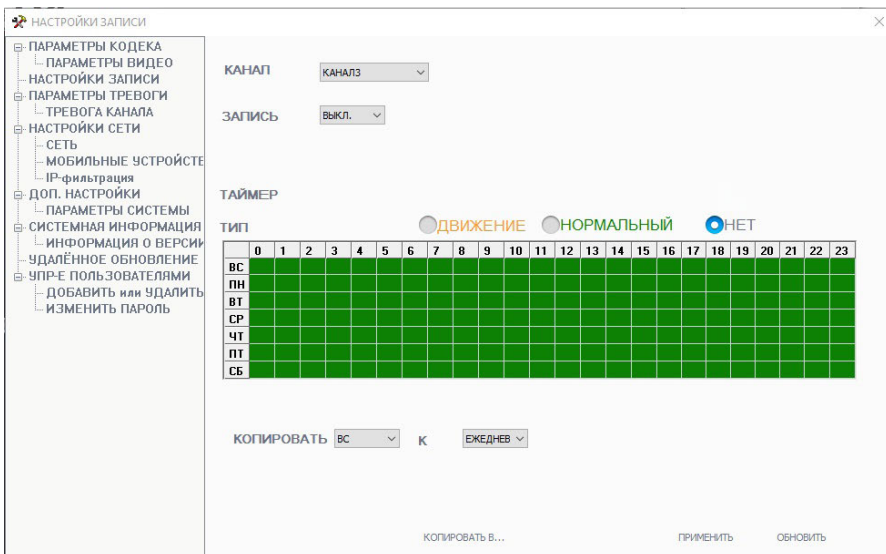 НАСТРОЙКИ ЗАПИСИ
ПАРАМЕТРЫ КОДЕКА
ПАРАМЕТРЫ ВИДЕО
НАСТРОЙКИ ЗАПИСИ
ПАРАМЕТРЫ ТРЕВОГИ
ТРЕВОГА КАНАЛА
НАСТРОЙКИ СЕТИ
СЕТЬ
МОБИЛЬНЫЕ УСТРОЙСТЕ
IP-фильтрация
ДОП. НАСТРОЙКИ
ПАРАМЕТРЫ СИСТЕМЫ
СИСТЕМНАЯ ИНФОРМАЦИЯ
ИНФОРМАЦИЯ О ВЕРСИИ
УДАЛЁННОЕ ОБНОВЛЕНИЕ
УПР-Е ПОЛЬЗОВАТЕЛЯМИ
ДОБАВИТЬ или УДАЛИТЬ
ИЗМЕНИТЬ ПАРОЛЬ
КАНАЛ КАНАЛ3
ЗАПИСЬ ВЫКЛ.
ТАЙМЕР
ТИП ДВИЖЕНИЕ НОРМАЛЬНЫЙ НЕТ
0 1 2 3 4 5 6 7 8 9 10 11 12 13 14 15 16 17 18 19 20 21 22 23
ВС
ПН
ВТ
СР
ЧТ
ПТ
СБ
КОПИРОВАТЬ ВС К ЕЖЕДНЕВ
КОПИРОВАТЬ В... ПРИМЕНИТЬ ОБНОВИТЬ